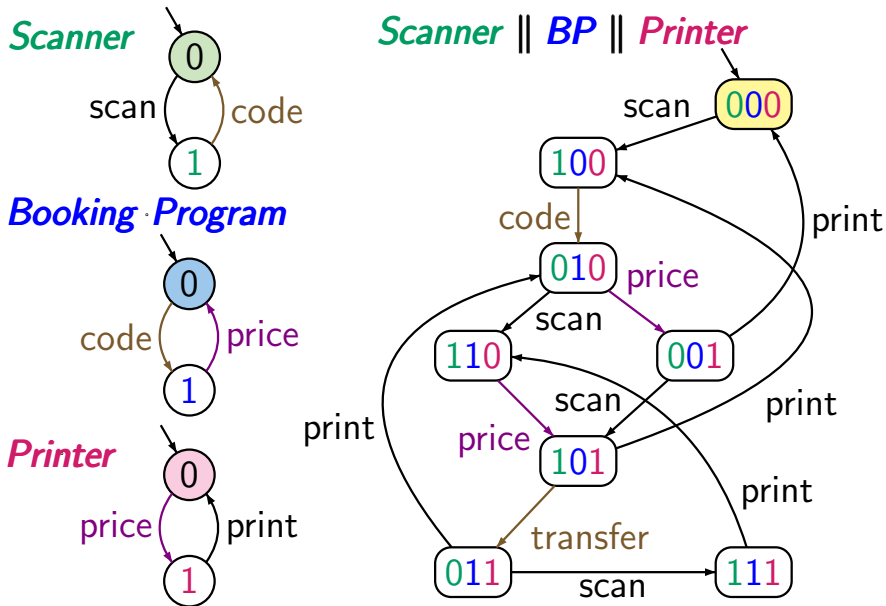 Scanner
0
scan
code
1
Booking Program
0
code
price
1
Printer
0
price
print
1
Scanner || BP || Printer
000
scan
100
code
print
010
price
scan
110
001
scan
print
price
print
101
print
transfer
011
scan
111